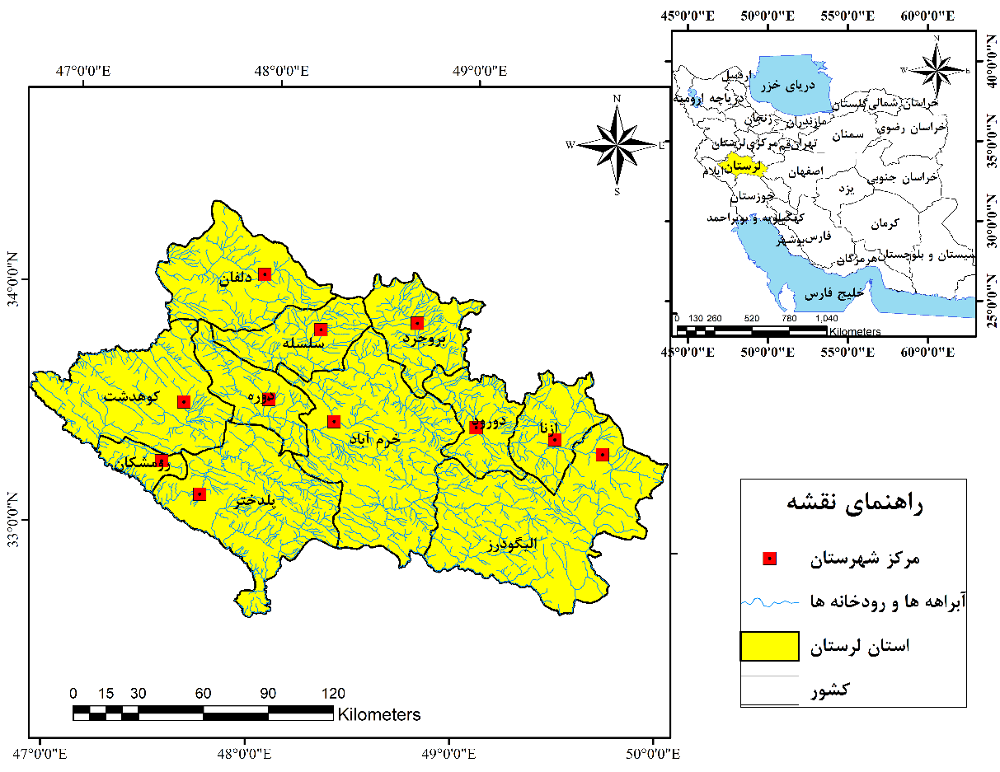 45°0'0"E 50°0'0"E 55°0'0"E 60°0'0"E
47°0'0"E 48°0'0"E 49°0'0"E
N
W E
S
34°0'0"N
33°0'0"N
دلفان
سلسله
بروجرد
کوهدشت
دوره
خرم آباد
دورود
ازنا
رومشکان
پلدختر
الیگودرز
0 15 30 60 90 120
Kilometers
47°0'0"E 48°0'0"E 49°0'0"E 50°0'0"E
N
W E
S
40°0'0"N
35°0'0"N
30°0'0"N
25°0'0"N
اردبیل
دریای خزر
دریاچه ارومیه
گلستان
خراسان شمالی
زنجان
مازندران
سمنان
خراسان رضوی
لرستان
مرکزی
قم
تهران
لرستان
ایلام
اصفهان
خراسان جنوبی
یزد
خوزستان
کهگیلویه و بویراحمد
کرمان
فارس
بوشهر
هرمزگان
سیستان و بلوچستان
خلیج فارس
0 130 260 520 780 1,040
Kilometers
45°0'0"E 50°0'0"E 55°0'0"E 60°0'0"E
راهنمای نقشه
مرکز شهرستان
آبراهه ها و رودخانه ها
استان لرستان
کشور